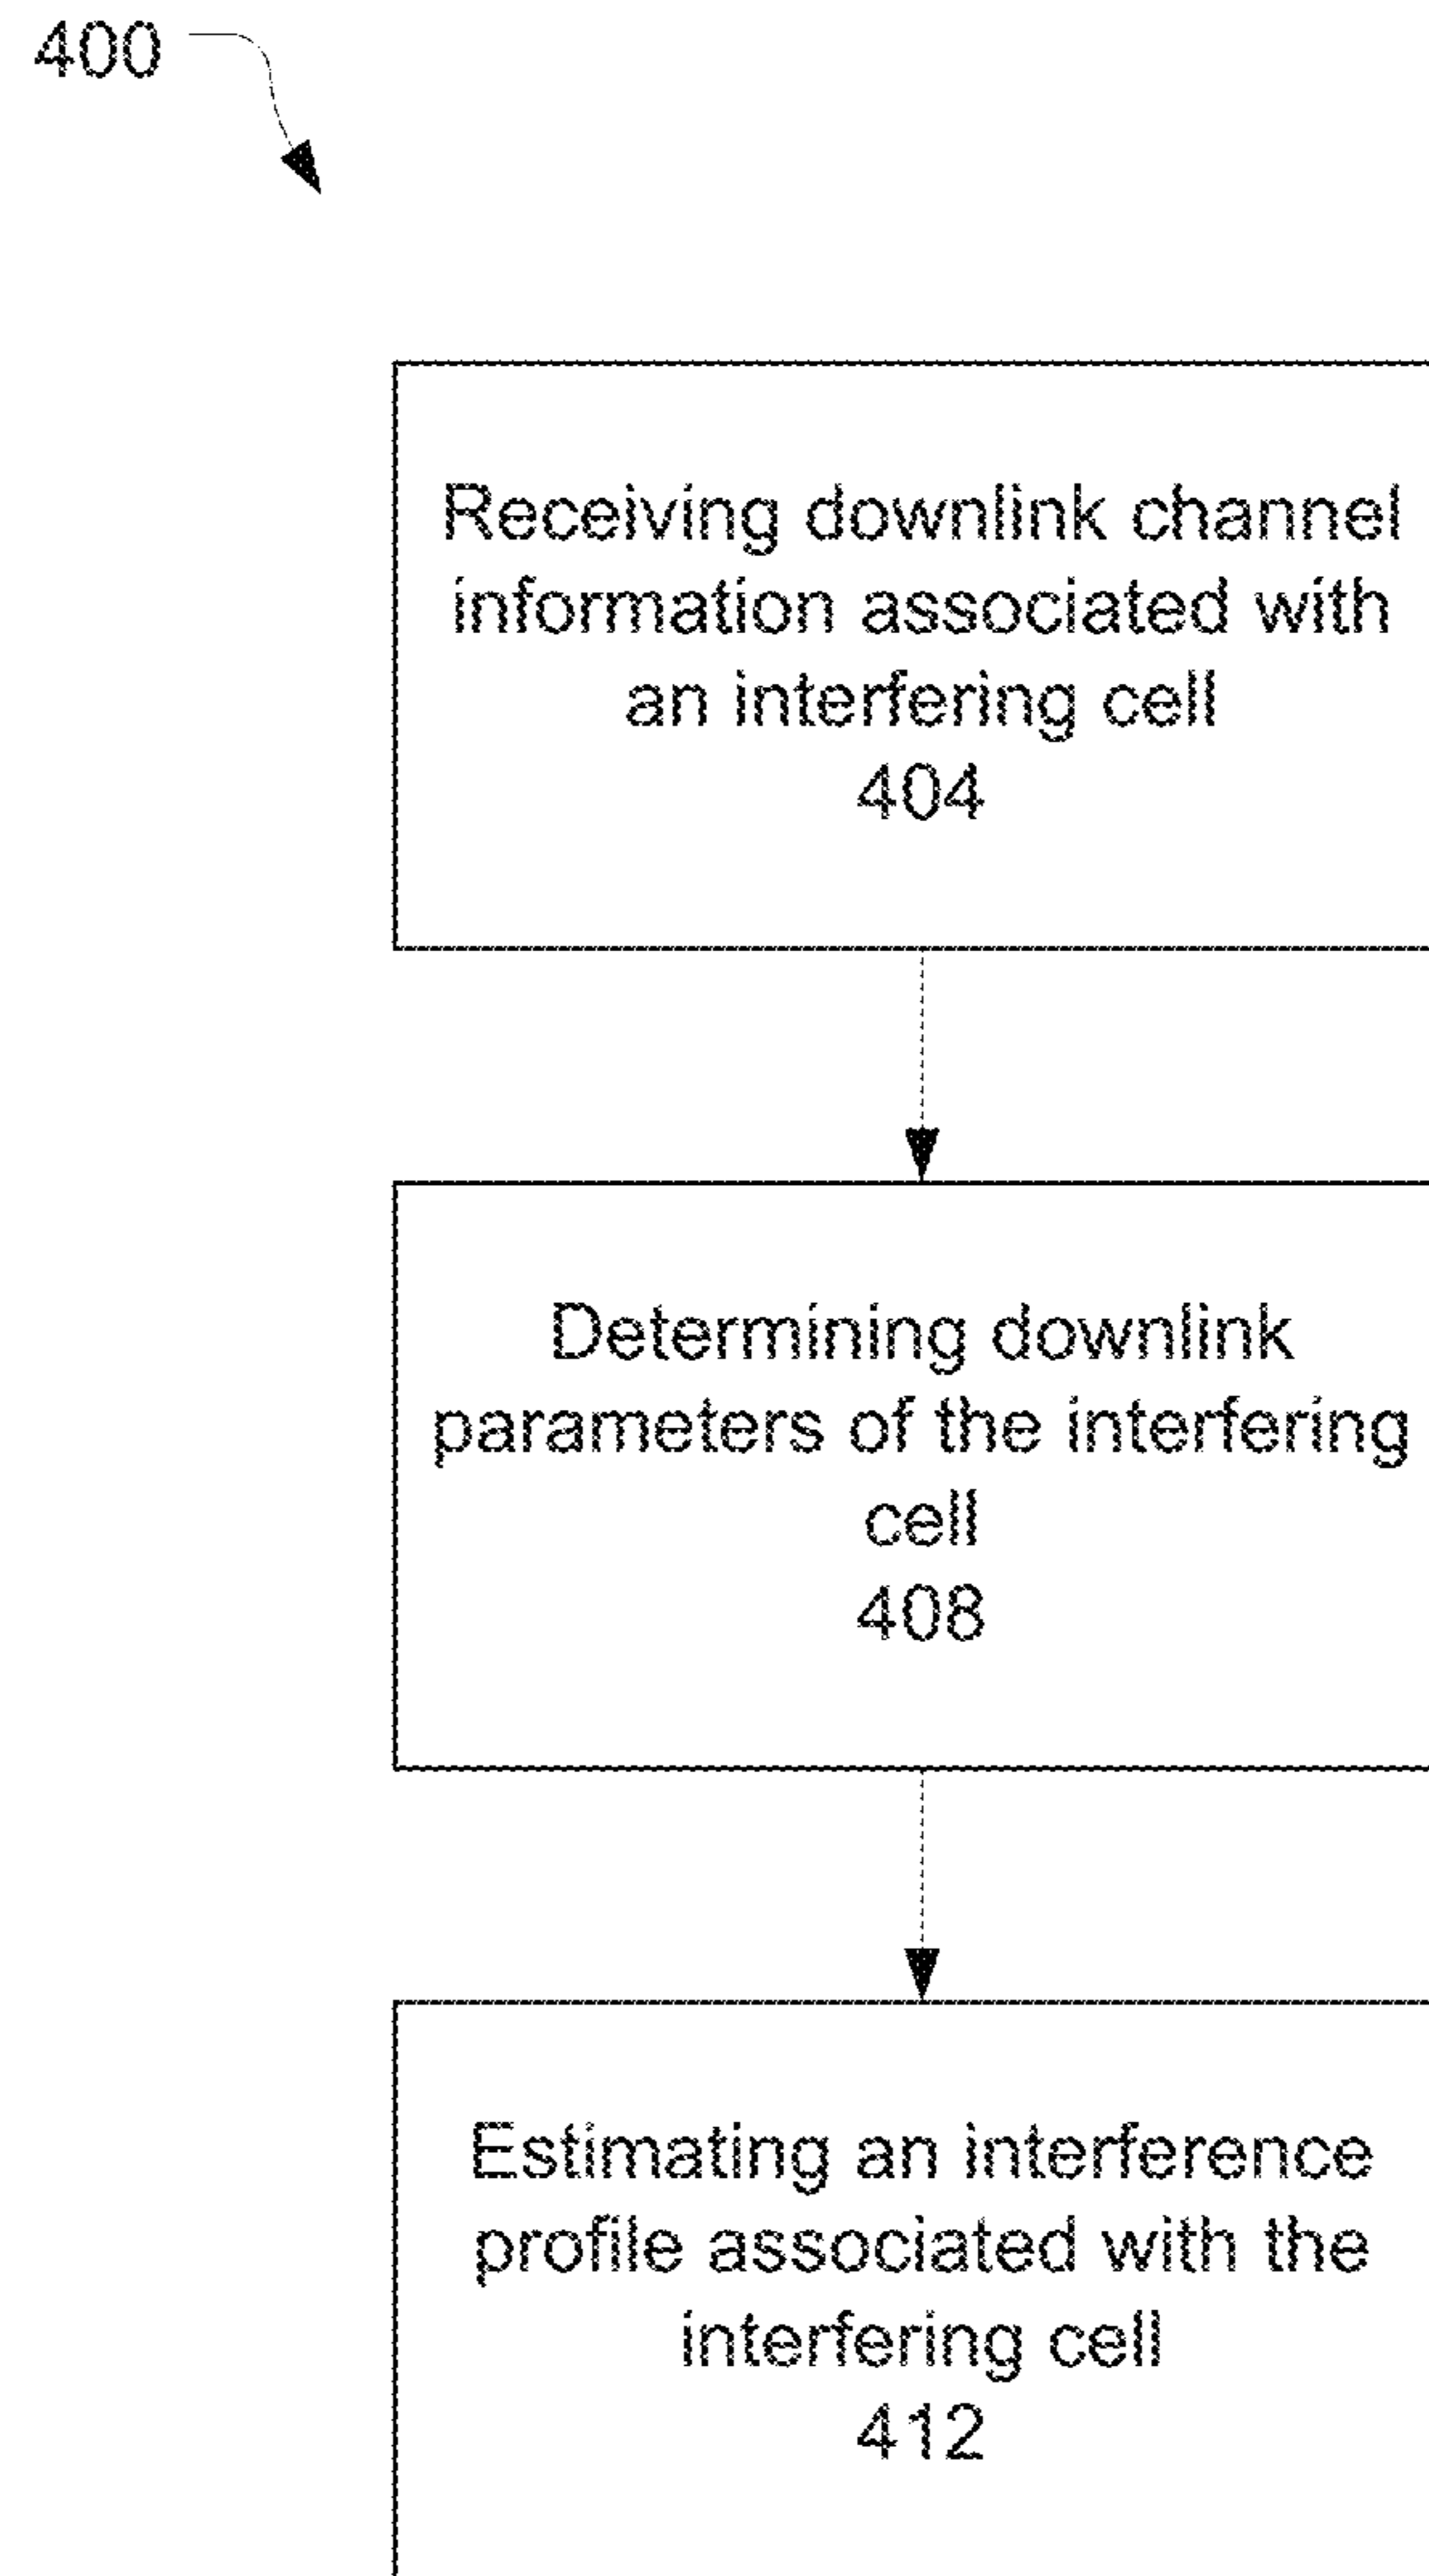 400
Receiving downlink channel
information associated with
an interfering cell
404
Determining downlink
parameters of the interfering
cell
408
Estimating an interference
profile associated with the
interfering cell
412